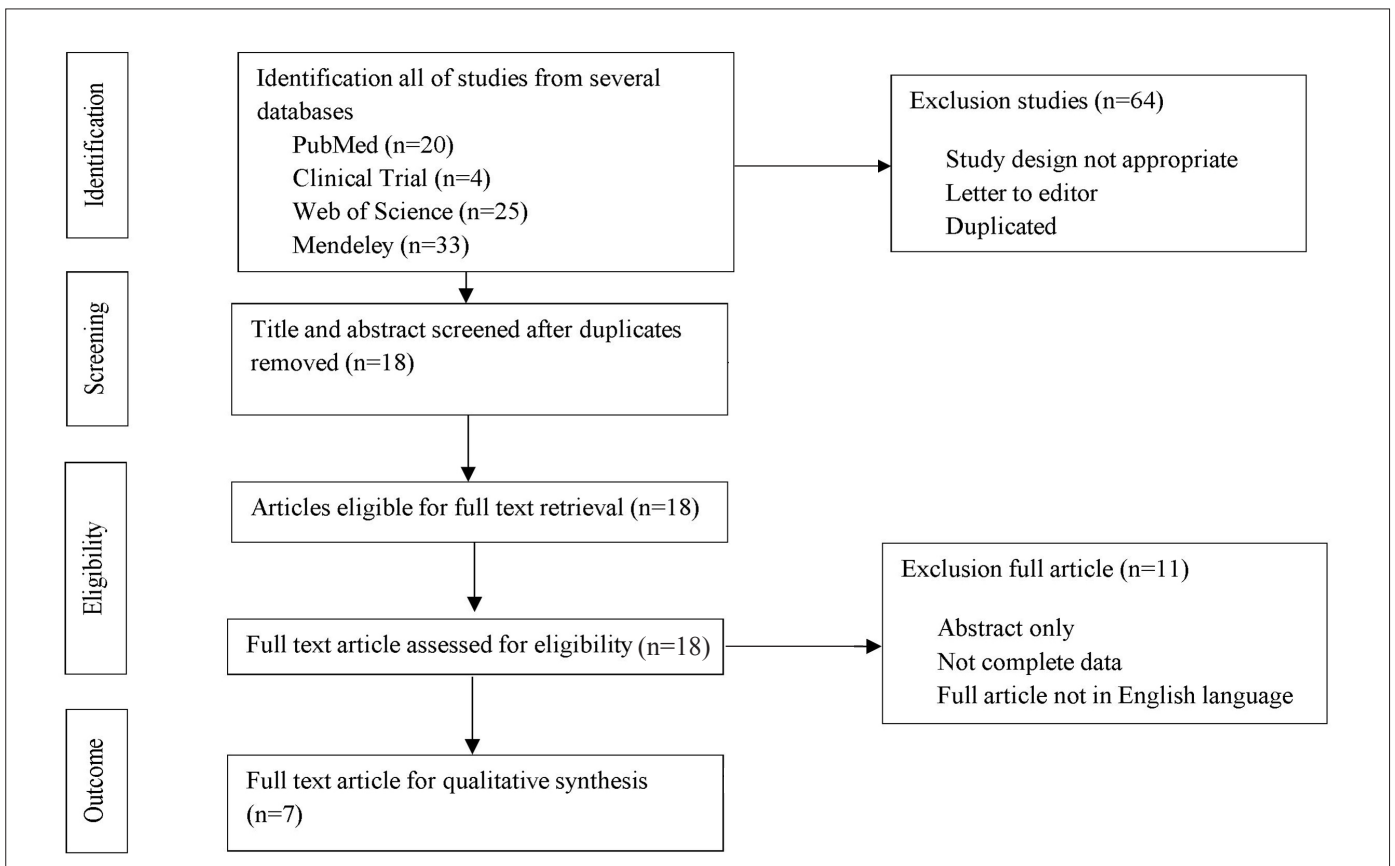 Identification
Identification all of studies from several
databases
PubMed (n=20)
Clinical Trial (n=4)
Web of Science (n=25)
Mendeley (n=33)
Exclusion studies (n=64)
Study design not appropriate
Letter to editor
Duplicated
Screening
Title and abstract screened after duplicates
removed (n=18)
Eligibility
Articles eligible for full text retrieval (n=18)
Full text article assessed for eligibility (n=18)
Exclusion full article (n=11)
Abstract only
Not complete data
Full article not in English language
Outcome
Full text article for qualitative synthesis
(n=7)